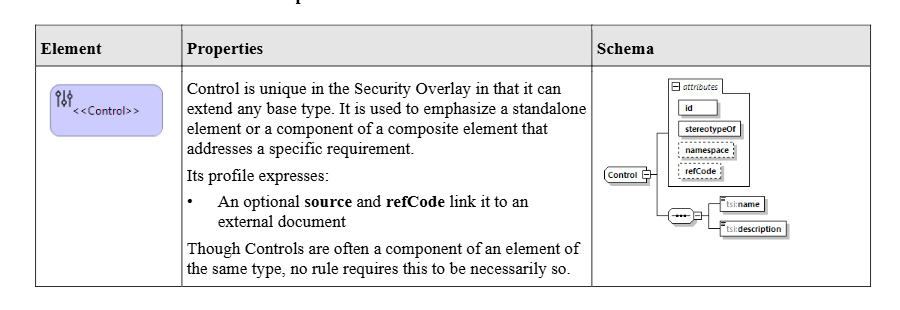 Element Properties Schema
<<Control>>
Control is unique in the Security Overlay in that it can
extend any base type. It is used to emphasize a standalone
element or a component of a composite element that
addresses a specific requirement.
Its profile expresses:
• An optional source and refCode link it to an
external document
Though Controls are often a component of an element of
the same type, no rule requires this to be necessarily so.
attributes
id
stereotypeOf
namespace
refCode
Control
tsi:name
tsi:description